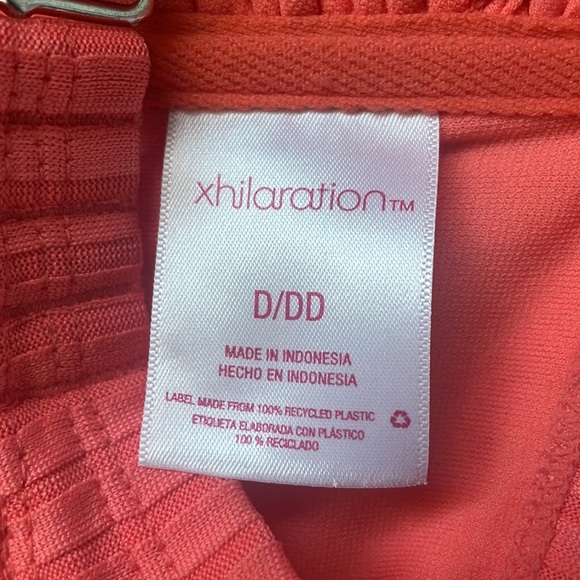 xhilaration™
D/DD
MADE IN INDONESIA
HECHO EN INDONESIA
LABEL MADE FROM 100% RECYCLED PLASTIC
ETIQUETA ELABORADA CON PLÁSTICO
100 % RECICLADO